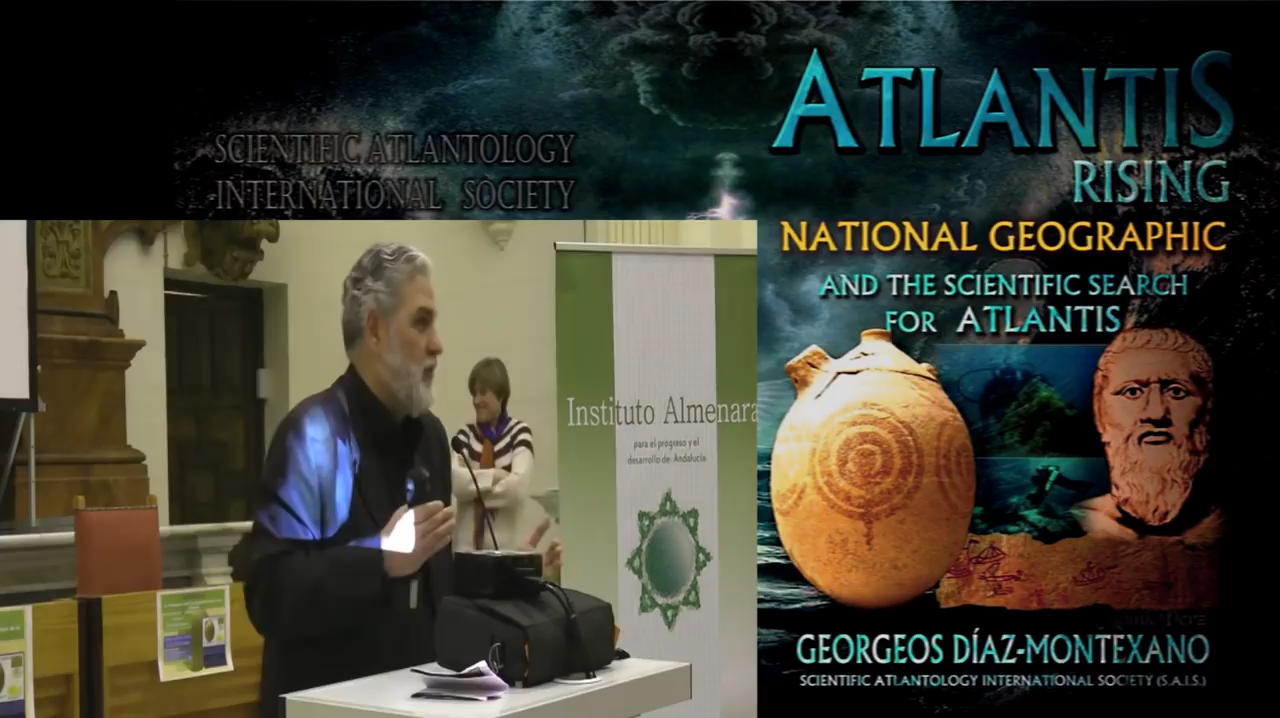 SCIENTIFIC ATLANTOLOGY
INTERNATIONAL SOCIETY
ATLANTIS
RISING
NATIONAL GEOGRAPHIC
AND THE SCIENTIFIC SEARCH
FOR ATLANTIS
Instituto Almenara
para el progreso y el
desarrollo de Andalucía
GEORGEOS DÍAZ-MONTEXANO
SCIENTIFIC ATLANTOLOGY INTERNATIONAL SOCIETY (S.A.I.S.)